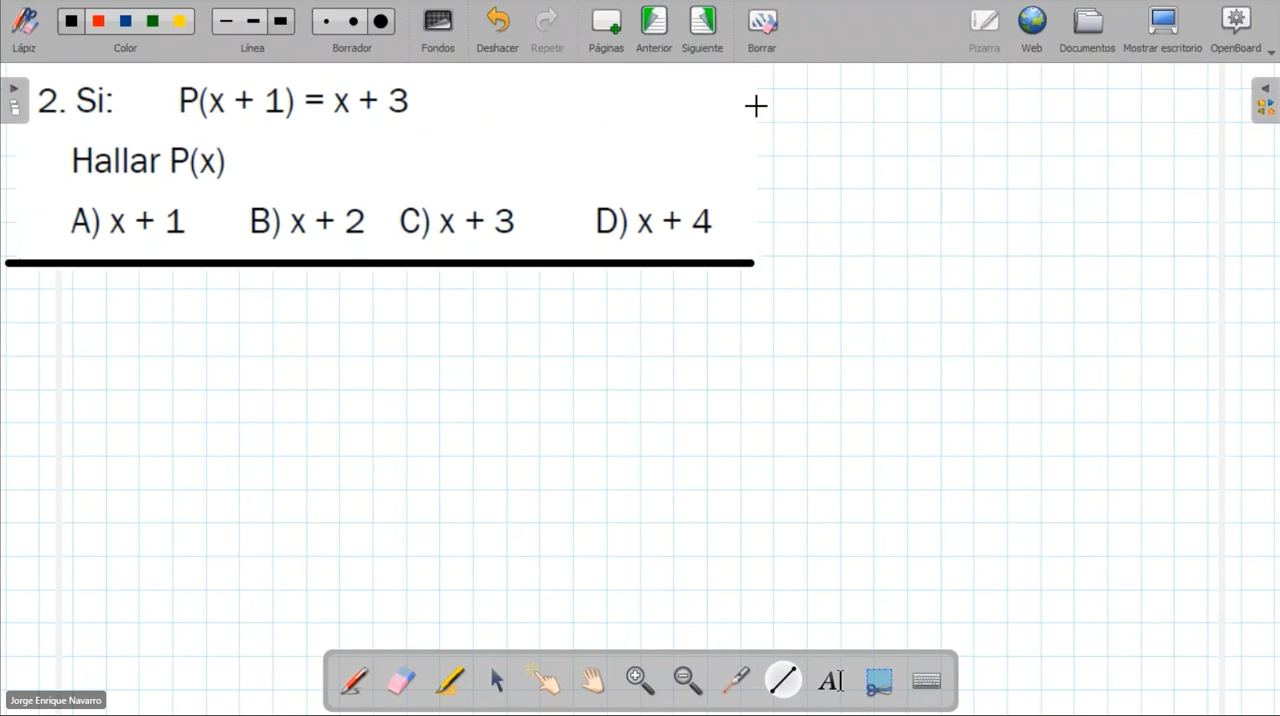 Lápiz Color Línea Borrador Fondos Deshacer Repetir Páginas Anterior Siguiente Borrar Pizarra Web Documentos Mostrar escritorio OpenBoard
2. Si: P(x + 1) = x + 3
Hallar P(x)
A) x + 1 B) x + 2 C) x + 3 D) x + 4
AI
Jorge Enrique Navarro